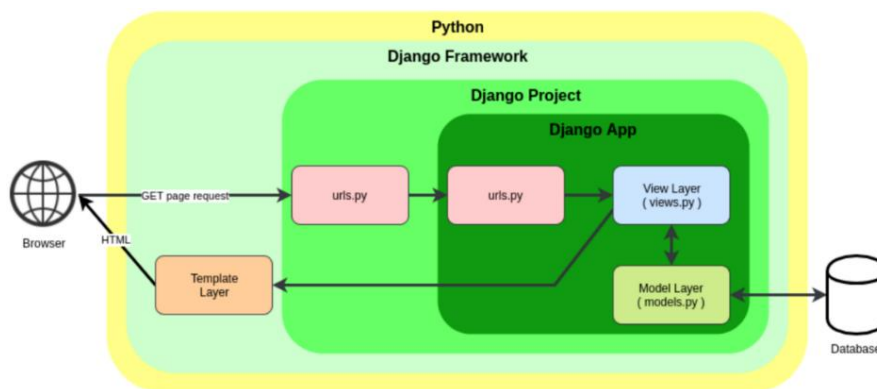 Python
Django Framework
Django Project
Django App
GET page request
urls.py
urls.py
View Layer
( views.py )
Browser
HTML
Template
Layer
Model Layer
( models.py )
Database